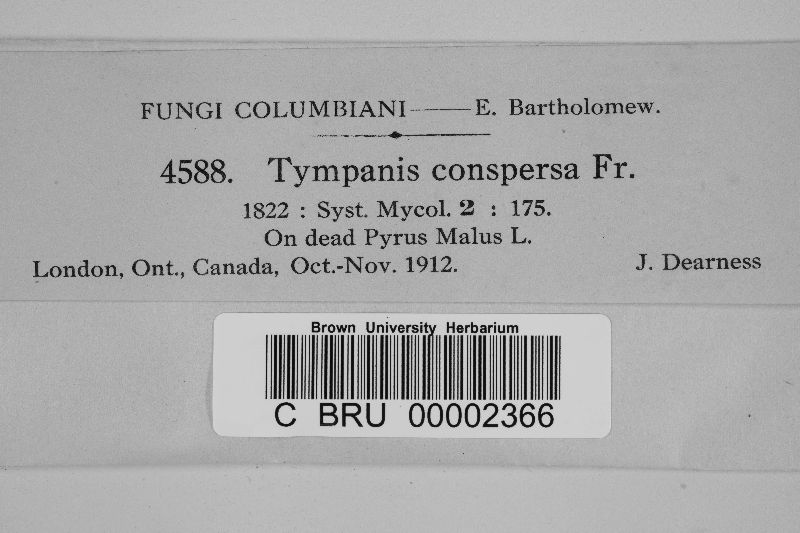 FUNGI COLUMBIANI——E. Bartholomew.
4588. Tympanis conspersa Fr.
1822 : Syst. Mycol. 2 : 175.
On dead Pyrus Malus L.
London, Ont., Canada, Oct.-Nov. 1912. J. Dearness
Brown University Herbarium
C BRU 00002366